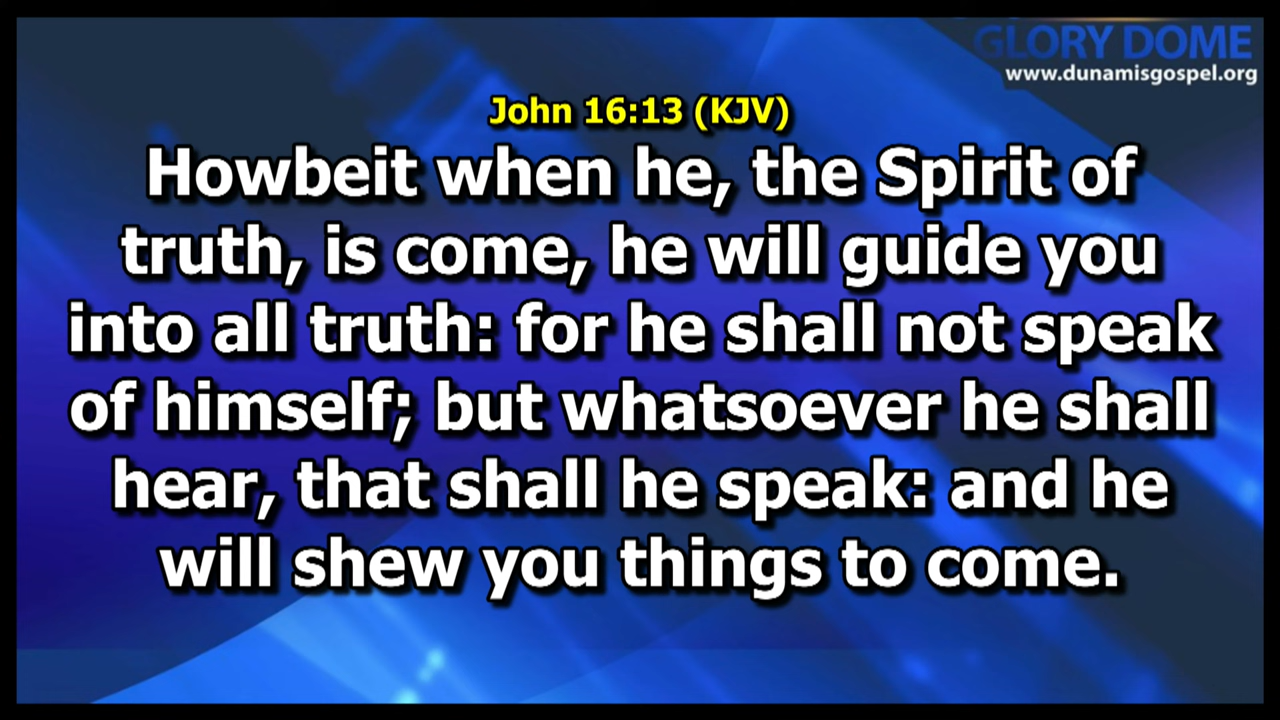 GLORY DOME
www.dunamisgospel.org
John 16:13 (KJV)
Howbeit when he, the Spirit of
truth, is come, he will guide you
into all truth: for he shall not speak
of himself; but whatsoever he shall
hear, that shall he speak: and he
will shew you things to come.